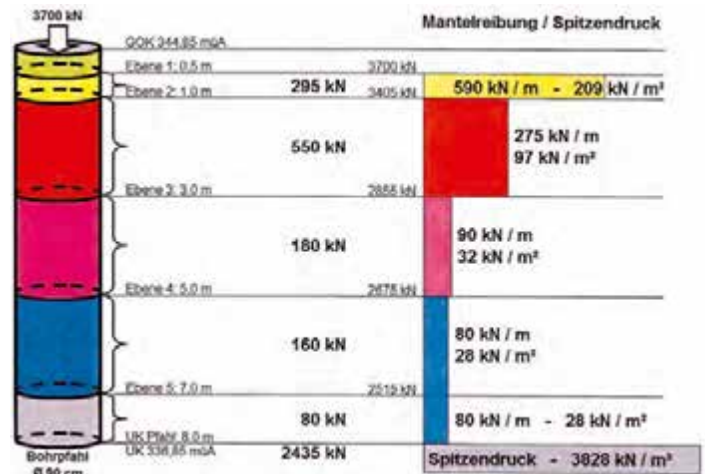 3700 kN
Mantelreibung / Spitzendruck
GOK 344,85 müA
Ebene 1: 0,5 m 3700 kN
295 kN 590 kN / m - 209 kN / m²
Ebene 2: 1,0 m 3405 kN
550 kN 275 kN / m
97 kN / m²
Ebene 3: 3,0 m 2855 kN
180 kN 90 kN / m
32 kN / m²
Ebene 4: 5,0 m 2675 kN
160 kN 80 kN / m
28 kN / m²
Ebene 5: 7,0 m 2515 kN
80 kN 80 kN / m - 28 kN / m²
UK Pfahl: 8,0 m
UK 336,85 müA 2435 kN Spitzendruck - 3828 kN / m²
Bohrpfahl
Ø 90 cm